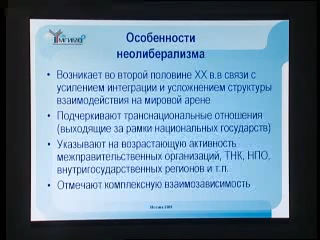 МГИМО
Особенности
неолиберализма
• Возникает во второй половине XX в.в связи с
усилением интеграции и усложнением структуры
взаимодействия на мировой арене
• Подчеркивают транснациональные отношения
(выходящие за рамки национальных государств)
• Указывают на возрастающую активность
межправительственных организаций, ТНК, НПО,
внутригосударственных регионов и т.п.
• Отмечают комплексную взаимозависимость